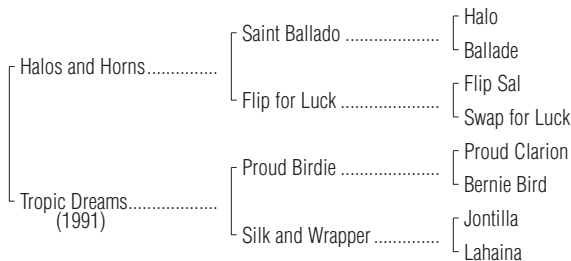 Halo
Saint Ballado ....................
Ballade
Halos and Horns...............
Flip Sal
Flip for Luck .....................
Swap for Luck
Proud Clarion
Proud Birdie .....................
Bernie Bird
Tropic Dreams...................
(1991)
Jontilla
Silk and Wrapper..............
Lahaina